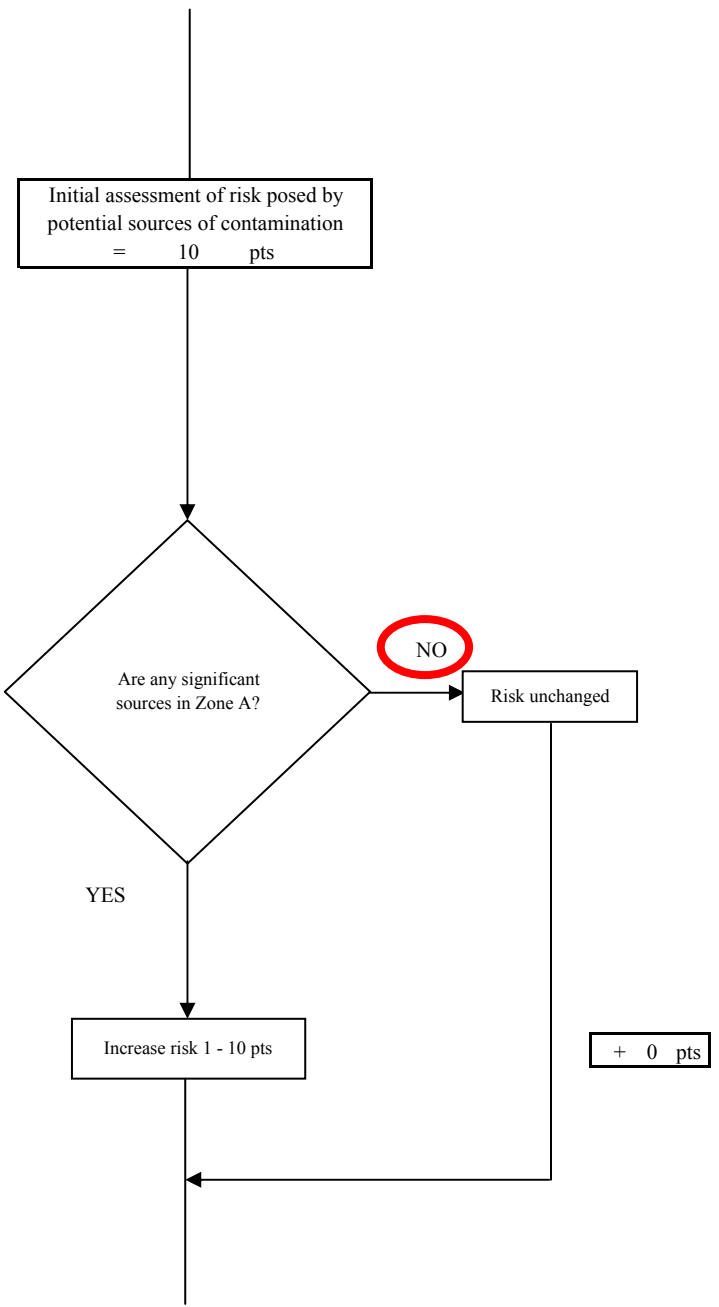 Initial assessment of risk posed by
potential sources of contamination
= 10 pts
NO
Are any significant
sources in Zone A?
Risk unchanged
YES
Increase risk 1 - 10 pts
+ 0 pts